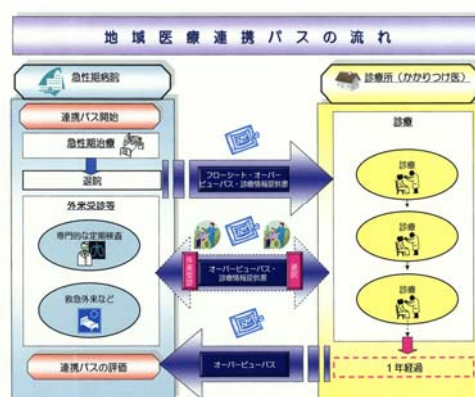 地域医療連携パスの流れ
急性期病院
診療所(かかりつけ医)
連携パス開始
急性期治療
退院
フローシート・オーバー
ビューパス・診療情報提供書
診療
診療
診療
診療
外来受診等
専門的な定期検査
救急外来など
オーバービューパス・
診療情報提供書
連携パスの評価
オーバービューパス
1年経過